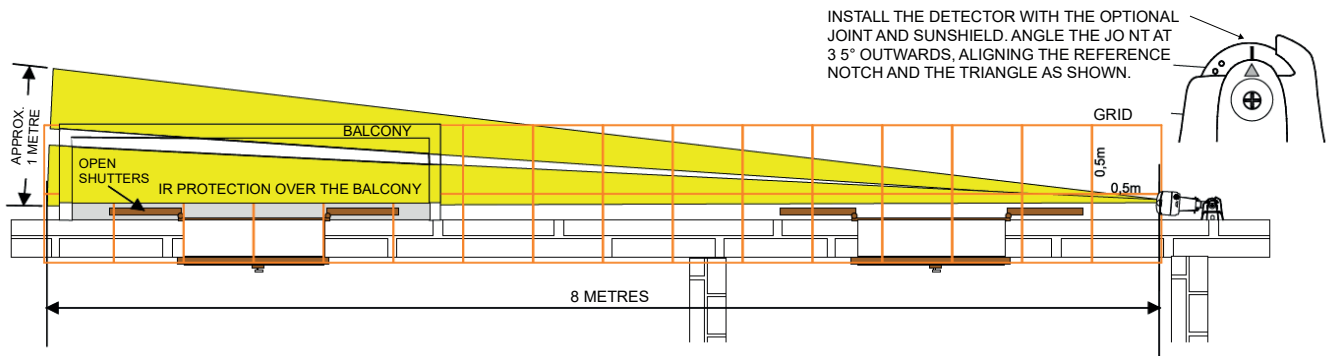 INSTALL THE DETECTOR WITH THE OPTIONAL
JOINT AND SUNSHIELD. ANGLE THE JO NT AT
3 5° OUTWARDS, ALIGNING THE REFERENCE
NOTCH AND THE TRIANGLE AS SHOWN.
GRID
APPROX.
1 METRE
BALCONY
OPEN
SHUTTERS
IR PROTECTION OVER THE BALCONY
0,5m
0,5m
8 METRES